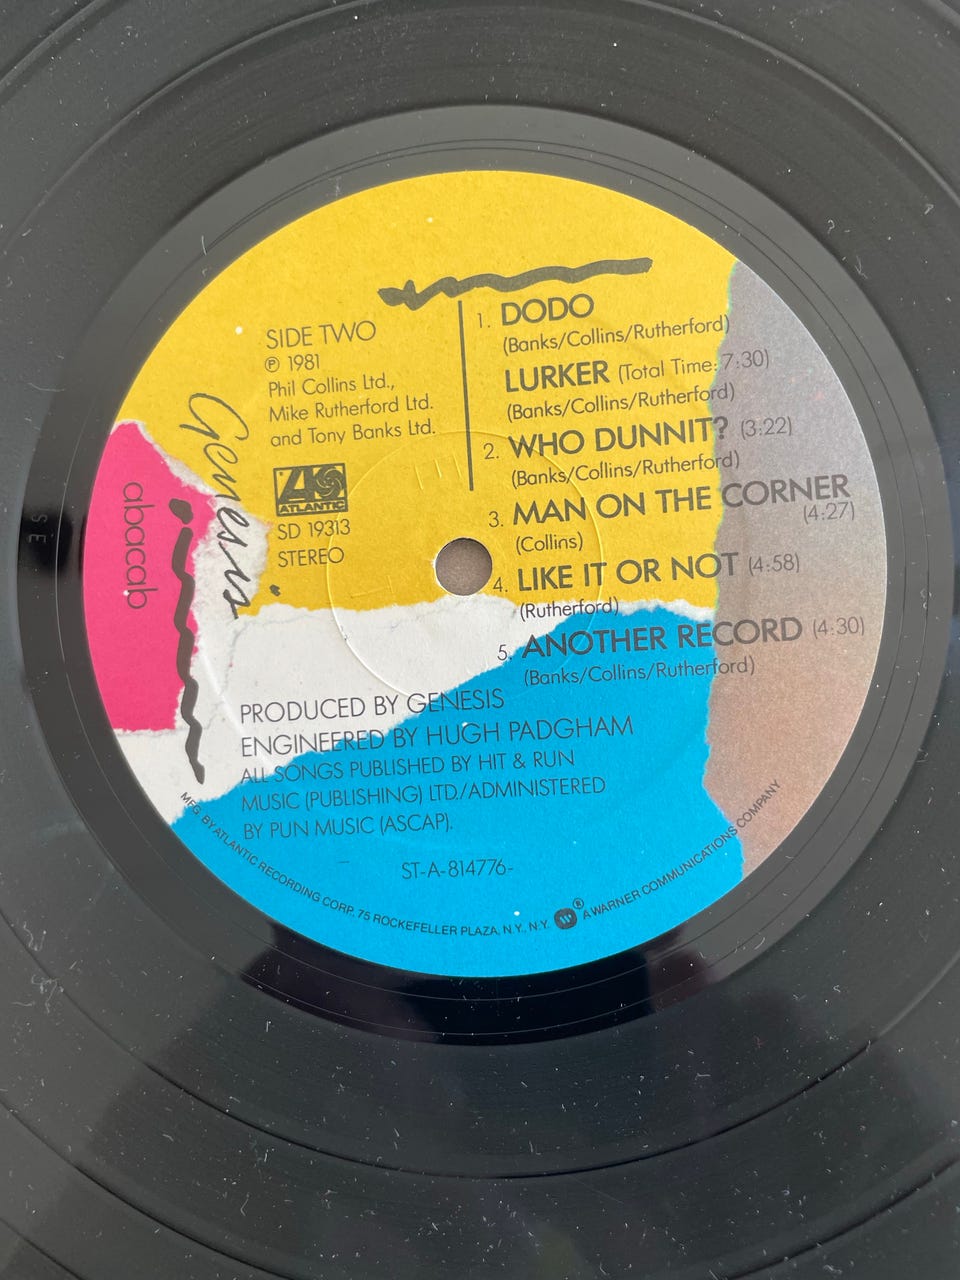 SIDE TWO
℗ 1981
Phil Collins Ltd.,
Mike Rutherford Ltd.
and Tony Banks Ltd.
ATLANTIC
SD 19313
STEREO
Genesis
abacab
1. DODO
(Banks/Collins/Rutherford)
LURKER (Total Time: 7:30)
(Banks/Collins/Rutherford)
2. WHO DUNNIT? (3:22)
(Banks/Collins/Rutherford)
3. MAN ON THE CORNER
(4:27)
(Collins)
4. LIKE IT OR NOT (4:58)
(Rutherford)
5. ANOTHER RECORD (4:30)
(Banks/Collins/Rutherford)
PRODUCED BY GENESIS
ENGINEERED BY HUGH PADGHAM
ALL SONGS PUBLISHED BY HIT & RUN
MUSIC (PUBLISHING) LTD./ADMINISTERED
BY PUN MUSIC (ASCAP).
ST-A-814776-
MFG. BY ATLANTIC RECORDING CORP. 75 ROCKEFELLER PLAZA, N.Y., N.Y. ® A WARNER COMMUNICATIONS COMPANY